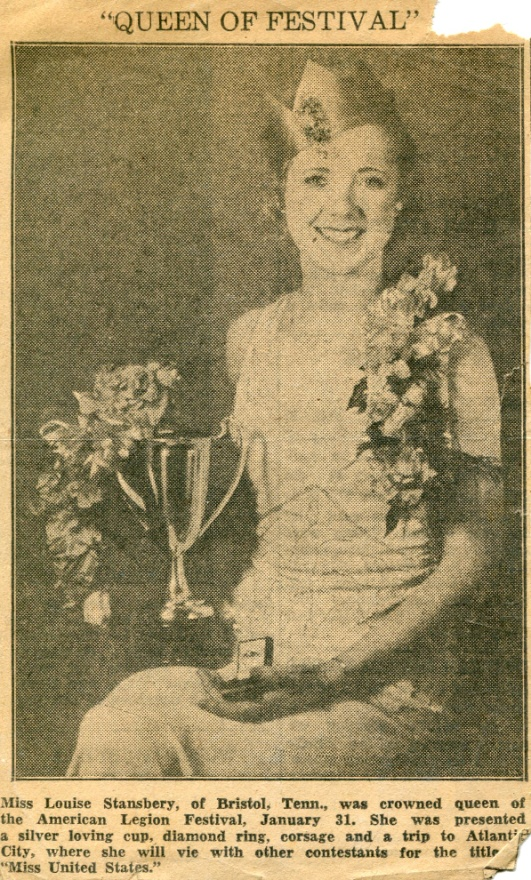 "QUEEN OF FESTIVAL"
Miss Louise Stansbery, of Bristol, Tenn., was crowned queen of
the American Legion Festival, January 31. She was presented
a silver loving cup, diamond ring, corsage and a trip to Atlantic
City, where she will vie with other contestants for the title
"Miss United States."